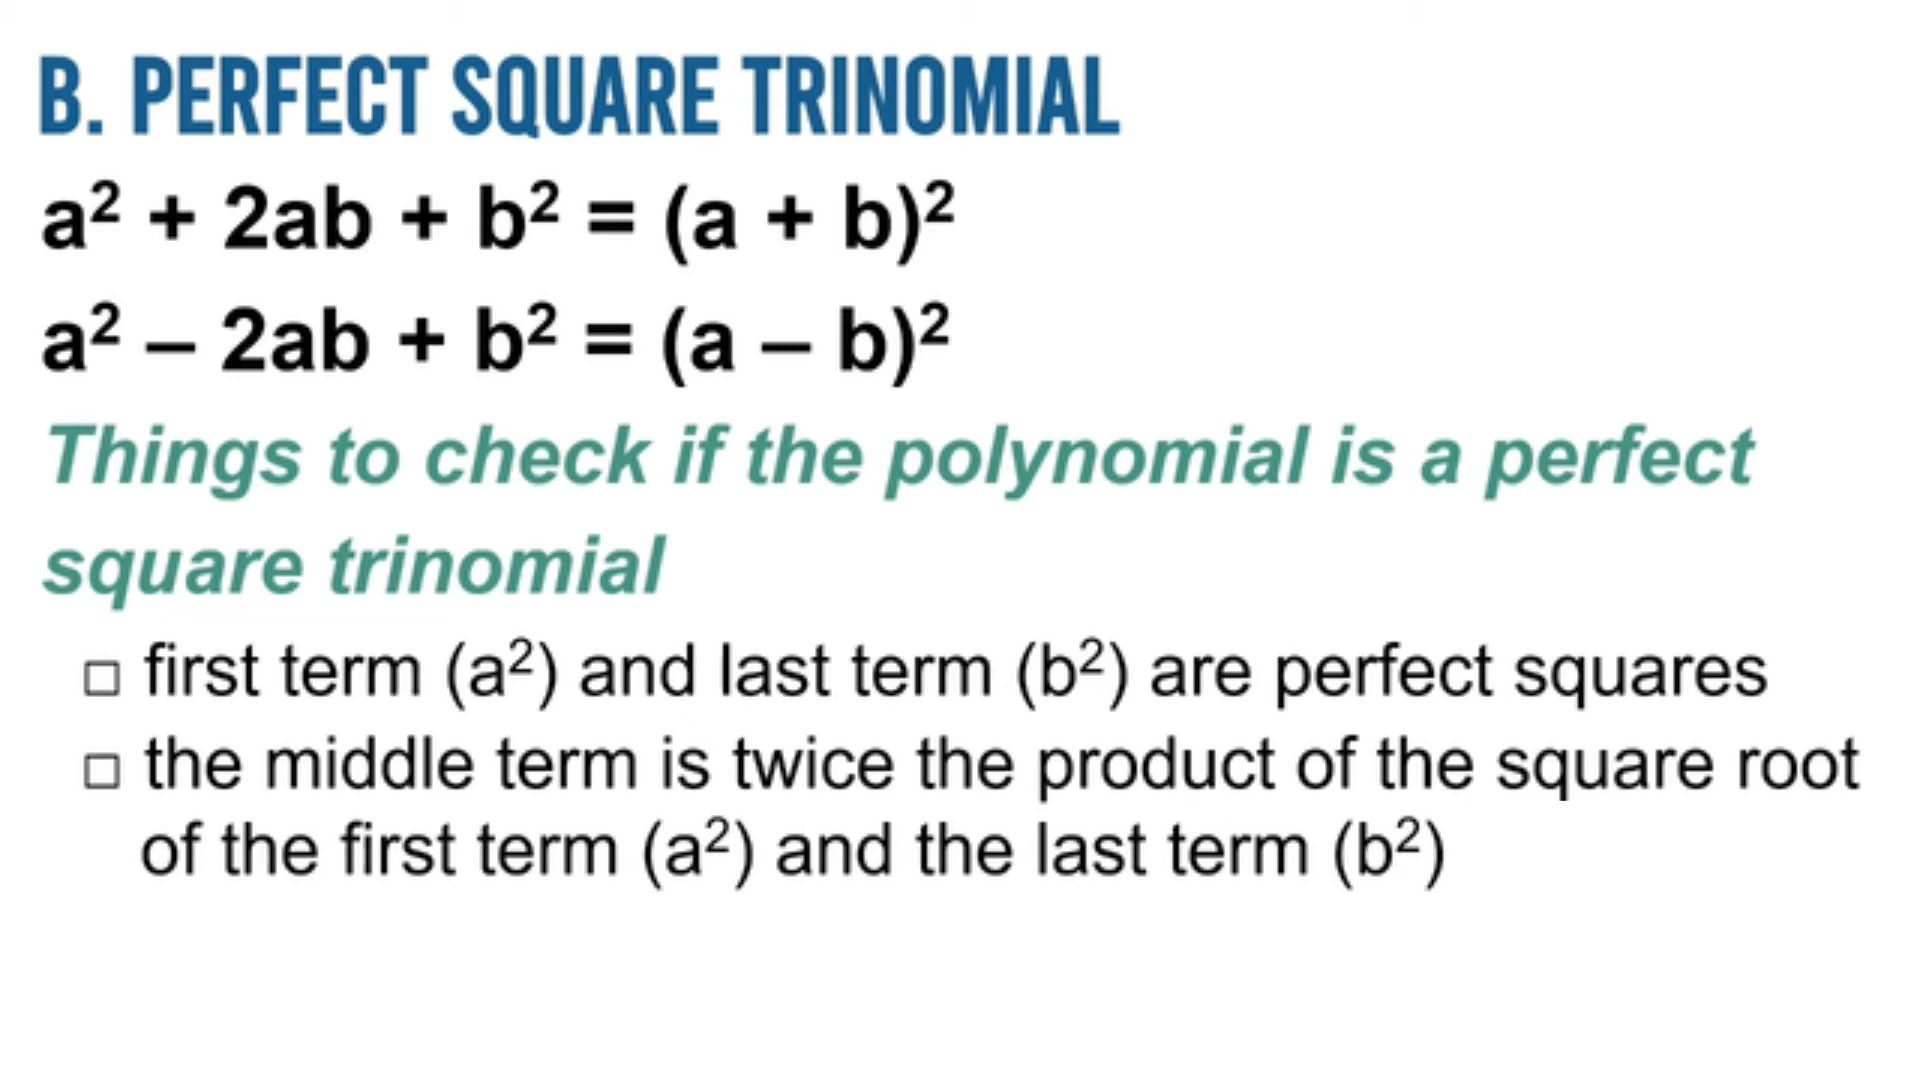 B. PERFECT SQUARE TRINOMIAL
a² + 2ab + b² = (a + b)²
a² – 2ab + b² = (a – b)²
Things to check if the polynomial is a perfect
square trinomial
□ first term (a²) and last term (b²) are perfect squares
□ the middle term is twice the product of the square root
of the first term (a²) and the last term (b²)